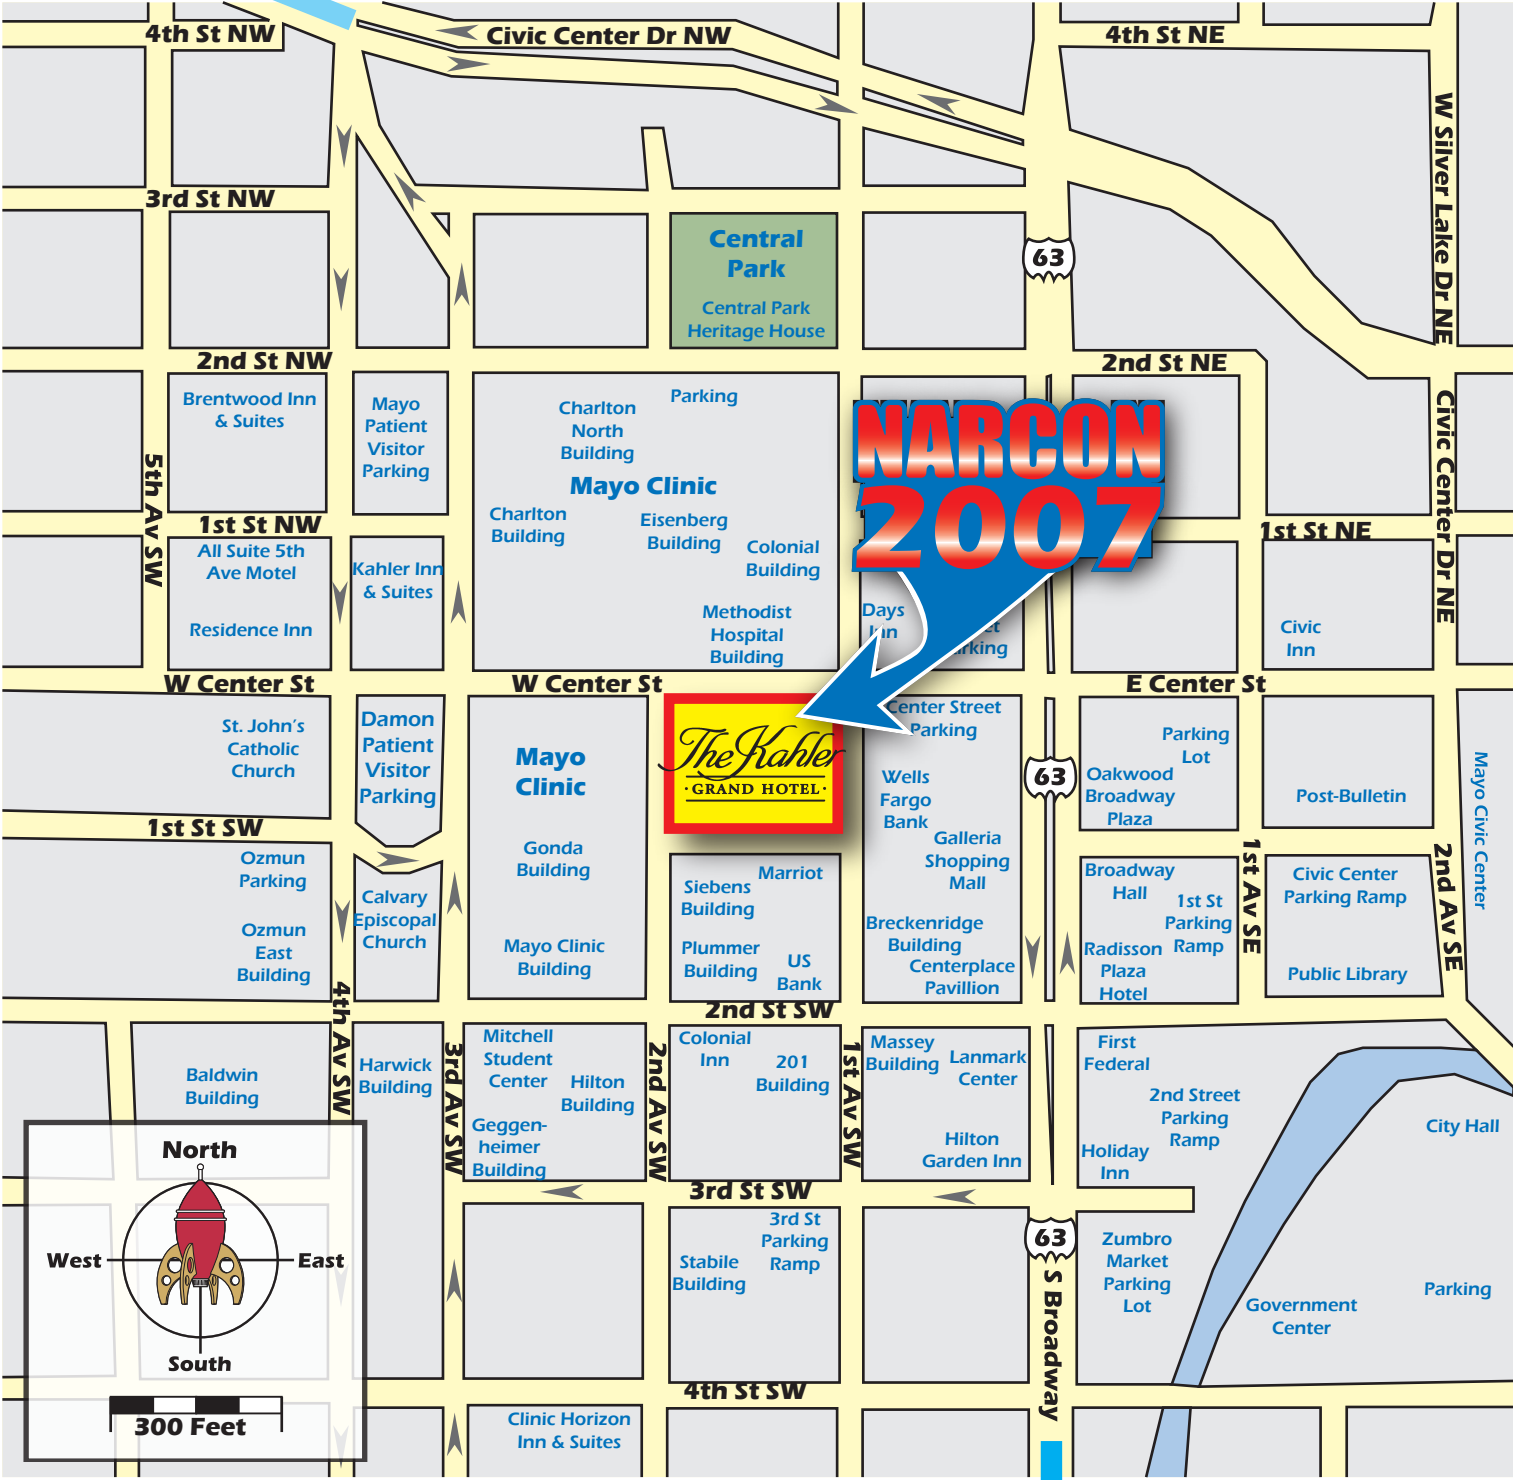 4th St NW
Civic Center Dr NW
4th St NE
W Silver Lake Dr NE
3rd St NW
Central
Park
Central Park
Heritage House
63
2nd St NW
2nd St NE
Brentwood Inn
& Suites
Mayo
Patient
Visitor
Parking
Parking
Charlton
North
Building
Mayo Clinic
Charlton
Building
Eisenberg
Building
Colonial
Building
Methodist
Hospital
Building
NARCON
2007
5th Av SW
Civic Center Dr NE
1st St NW
1st St NE
All Suite 5th
Ave Motel
Residence Inn
Kahler Inn
& Suites
Days
Inn
Civic
Inn
W Center St
W Center St
E Center St
St. John's
Catholic
Church
Damon
Patient
Visitor
Parking
Mayo
Clinic
Gonda
Building
Mayo Clinic
Building
The Kahler
· GRAND HOTEL ·
Center Street
Parking
Wells
Fargo
Bank
Galleria
Shopping
Mall
Breckenridge
Building
Centerplace
Pavillion
63
Parking
Lot
Oakwood
Broadway
Plaza
Post-Bulletin
Mayo Civic Center
1st St SW
Ozmun
Parking
Ozmun
East
Building
Calvary
Episcopal
Church
Marriot
Siebens
Building
Plummer
Building
US
Bank
Broadway
Hall
1st St
Parking
Ramp
Radisson
Plaza
Hotel
1st Av SE
Civic Center
Parking Ramp
Public Library
2nd Av SE
2nd St SW
4th Av SW
3rd Av SW
2nd Av SW
1st Av SW
Baldwin
Building
Harwick
Building
Mitchell
Student
Center
Hilton
Building
Geggen-
heimer
Building
Colonial
Inn
201
Building
Massey
Building
Lanmark
Center
Hilton
Garden Inn
First
Federal
2nd Street
Parking
Ramp
Holiday
Inn
City Hall
3rd St SW
3rd St
Parking
Ramp
Stabile
Building
63
S Broadway
Zumbro
Market
Parking
Lot
Government
Center
Parking
4th St SW
Clinic Horizon
Inn & Suites
North
West
East
South
300 Feet